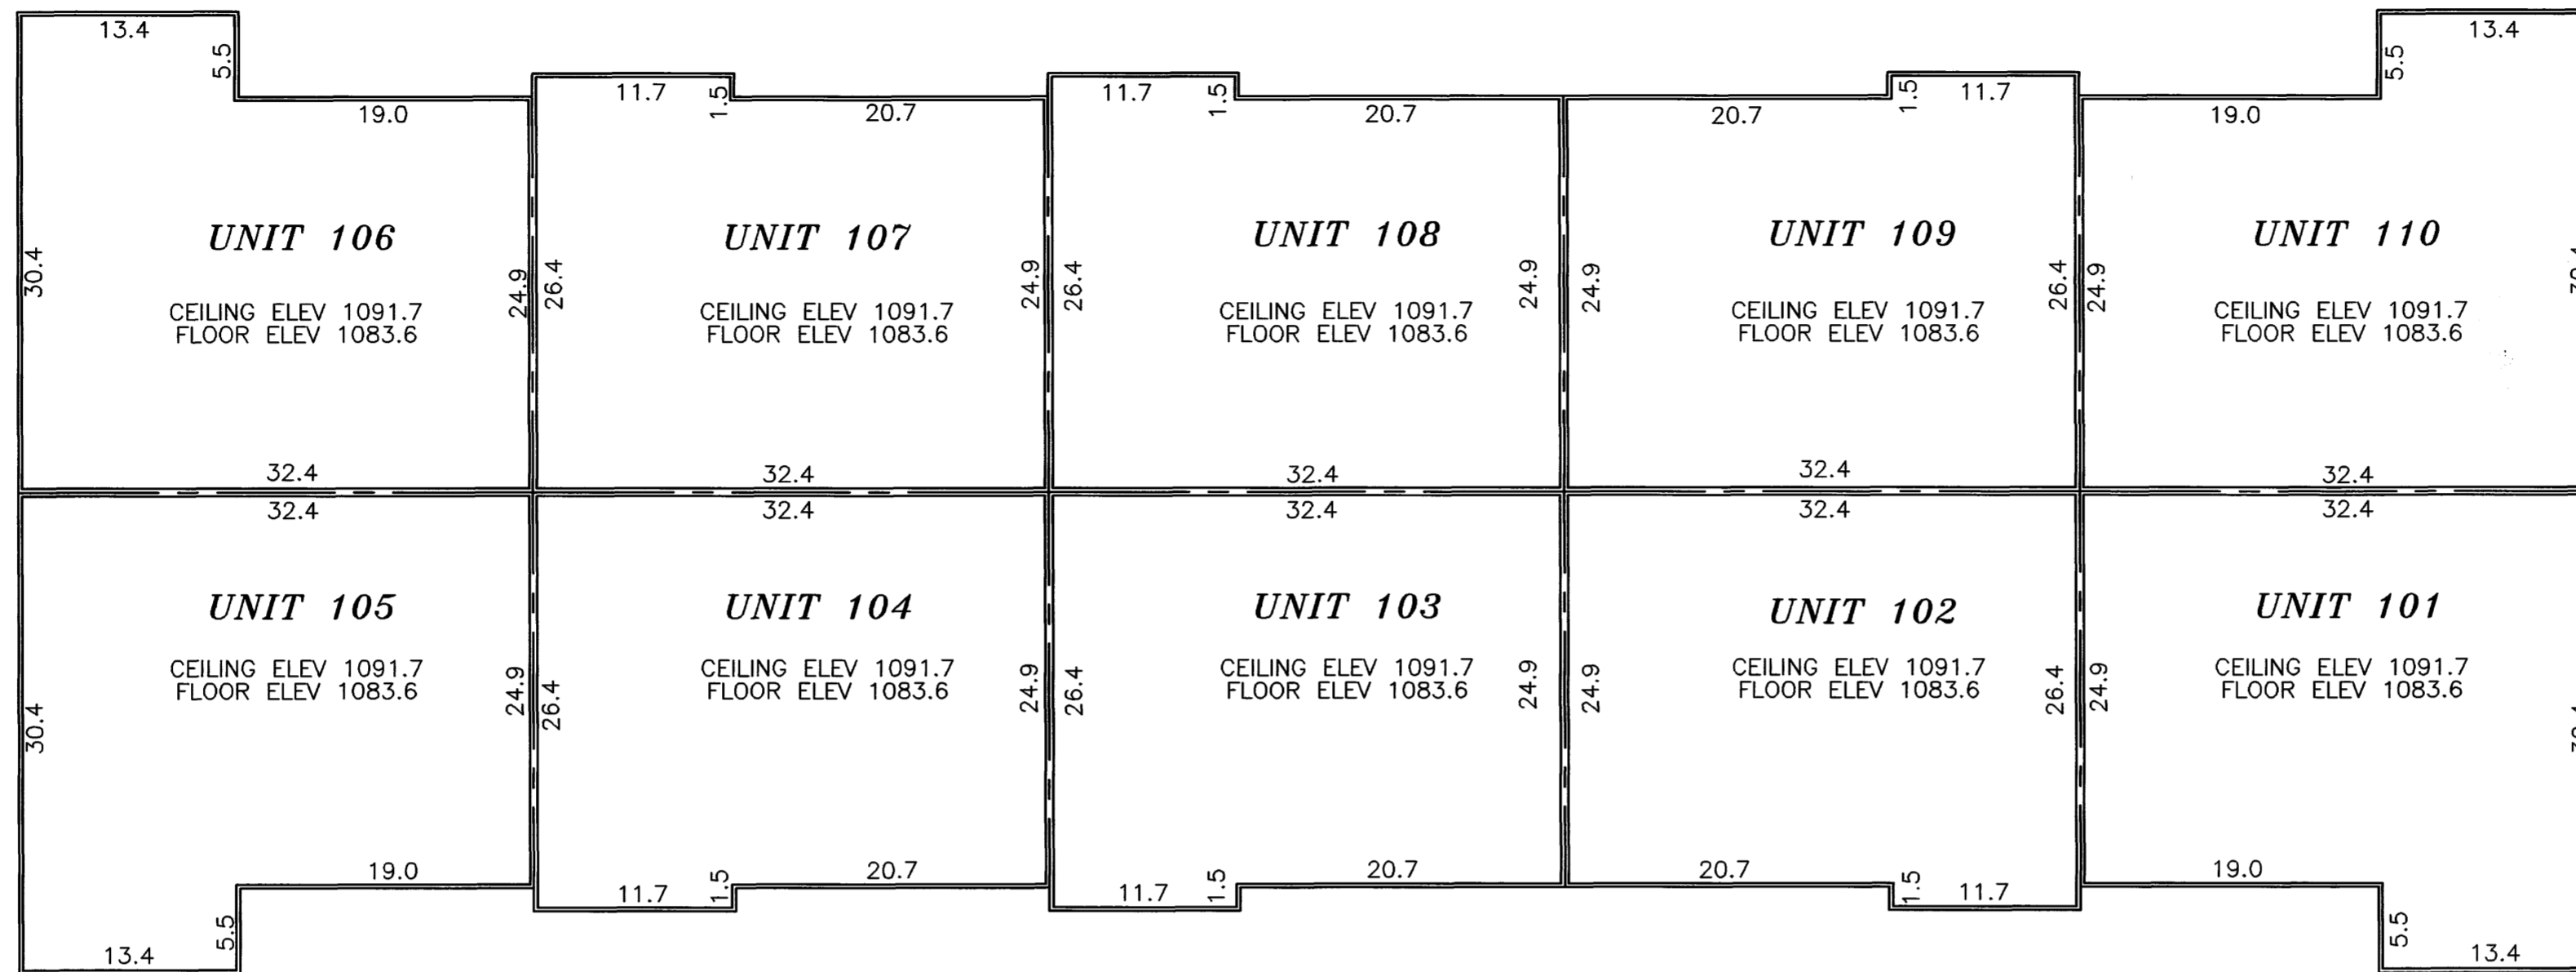 13.4
5.5
19.0
11.7
1.5
20.7
11.7
1.5
20.7
20.7
1.5
11.7
19.0
5.5
13.4
UNIT 106
CEILING ELEV 1091.7
FLOOR ELEV 1083.6
30.4
24.9
32.4
UNIT 107
CEILING ELEV 1091.7
FLOOR ELEV 1083.6
26.4
24.9
32.4
UNIT 108
CEILING ELEV 1091.7
FLOOR ELEV 1083.6
26.4
24.9
32.4
UNIT 109
CEILING ELEV 1091.7
FLOOR ELEV 1083.6
24.9
26.4
32.4
UNIT 110
CEILING ELEV 1091.7
FLOOR ELEV 1083.6
24.9
32.4
32.4
UNIT 105
CEILING ELEV 1091.7
FLOOR ELEV 1083.6
30.4
24.9
32.4
UNIT 104
CEILING ELEV 1091.7
FLOOR ELEV 1083.6
26.4
24.9
32.4
UNIT 103
CEILING ELEV 1091.7
FLOOR ELEV 1083.6
26.4
24.9
32.4
UNIT 102
CEILING ELEV 1091.7
FLOOR ELEV 1083.6
24.9
26.4
32.4
UNIT 101
CEILING ELEV 1091.7
FLOOR ELEV 1083.6
24.9
19.0
5.5
13.4
11.7
1.5
20.7
11.7
1.5
20.7
20.7
1.5
11.7
19.0
5.5
13.4